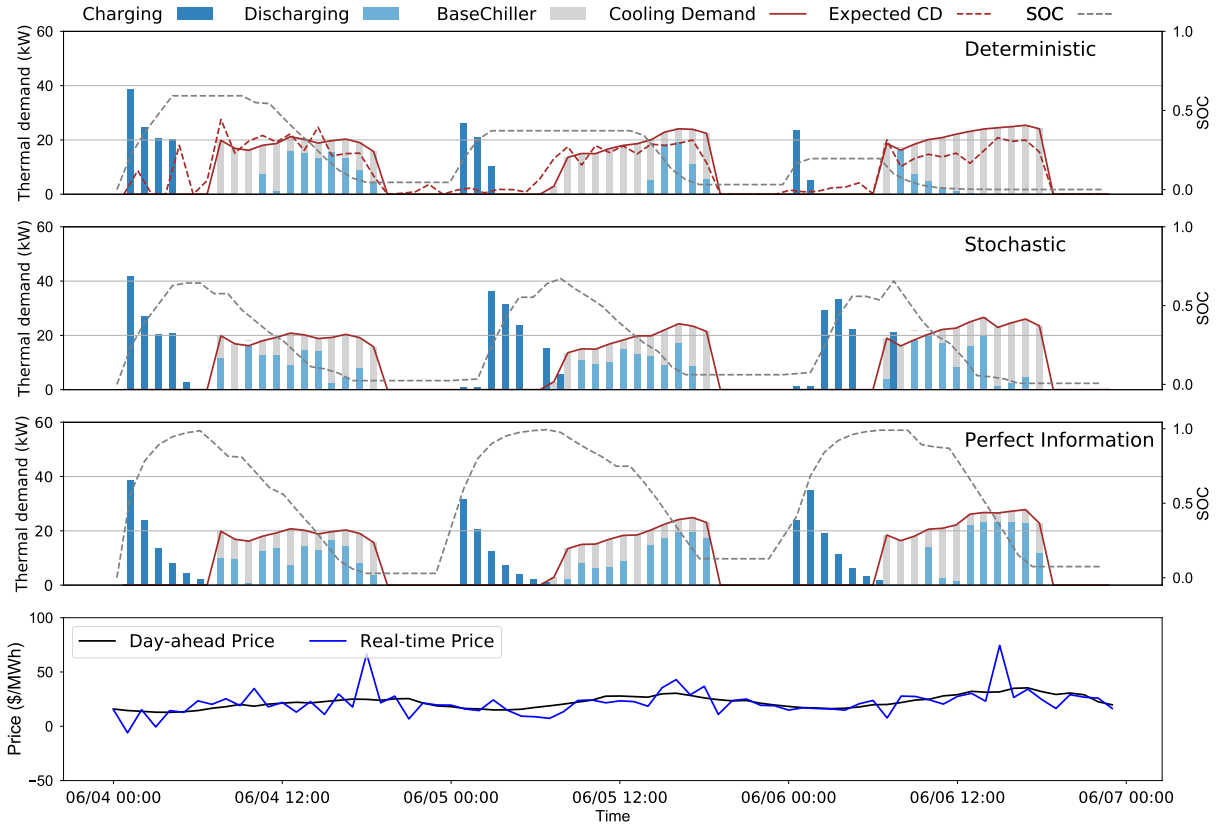 Charging Discharging BaseChiller Cooling Demand Expected CD SOC
Thermal demand (kW)
60
40
20
0
Deterministic
1.0
0.5
0.0
SOC
Thermal demand (kW)
60
40
20
0
Stochastic
1.0
0.5
0.0
SOC
Thermal demand (kW)
60
40
20
0
Perfect Information
1.0
0.5
0.0
SOC
Price ($/MWh)
100
50
0
−50
Day-ahead Price Real-time Price
06/04 00:00 06/04 12:00 06/05 00:00 06/05 12:00 06/06 00:00 06/06 12:00 06/07 00:00
Time